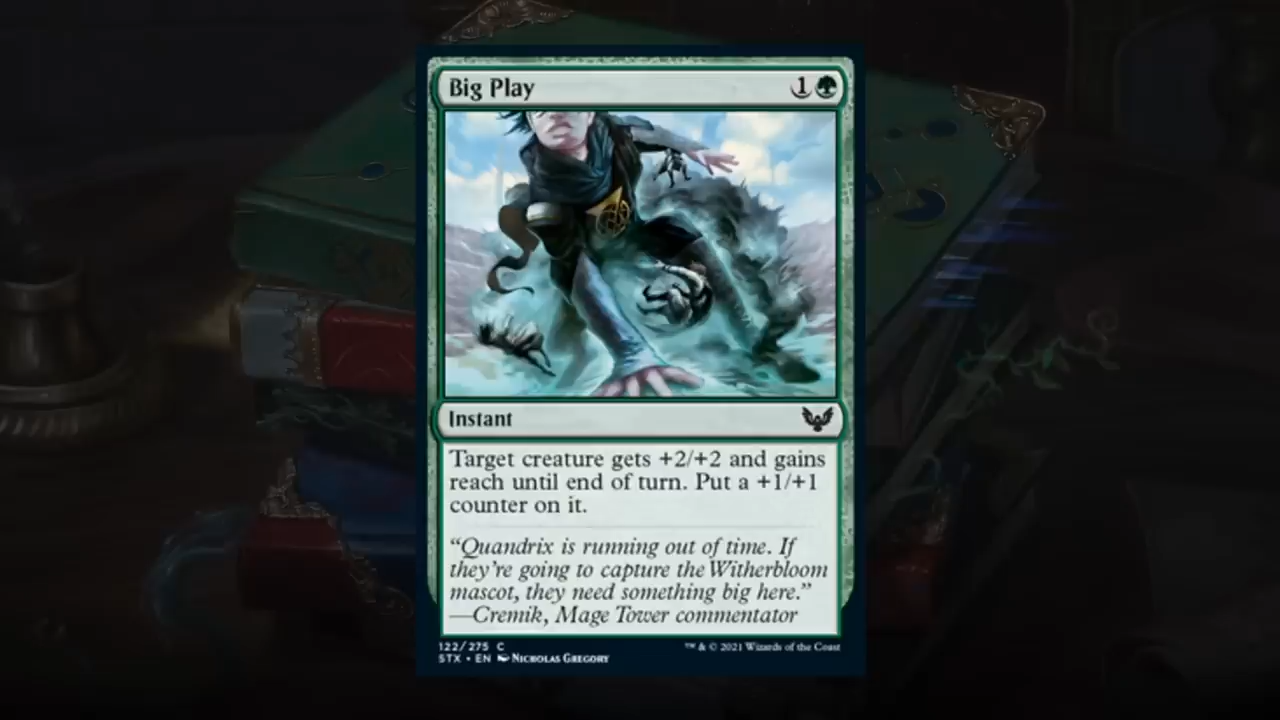 Big Play 1
Instant
Target creature gets +2/+2 and gains
reach until end of turn. Put a +1/+1
counter on it.
“Quandrix is running out of time. If
they’re going to capture the Witherbloom
mascot, they need something big here.”
—Cremik, Mage Tower commentator
122/275 C
STX • EN Nicholas Gregory
™ & © 2021 Wizards of the Coast